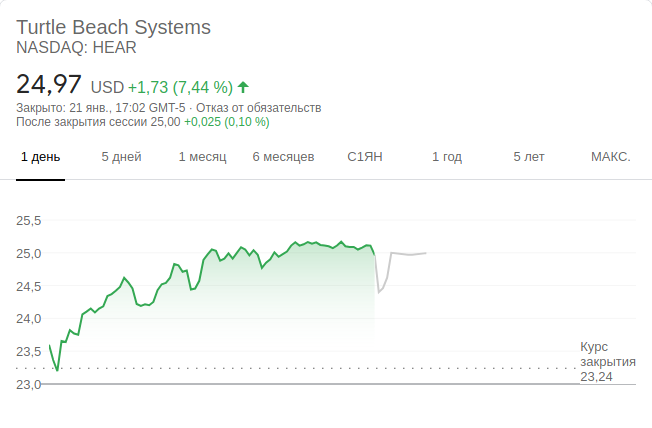 Turtle Beach Systems
NASDAQ: HEAR
24,97 USD +1,73 (7,44 %)
Закрыто: 21 янв., 17:02 GMT-5 · Отказ от обязательств
После закрытия сессии 25,00 +0,025 (0,10 %)
1 день 5 дней 1 месяц 6 месяцев С1ЯН 1 год 5 лет МАКС.
25,5
25,0
24,5
24,0
23,5
23,0
Курс
закрытия
23,24